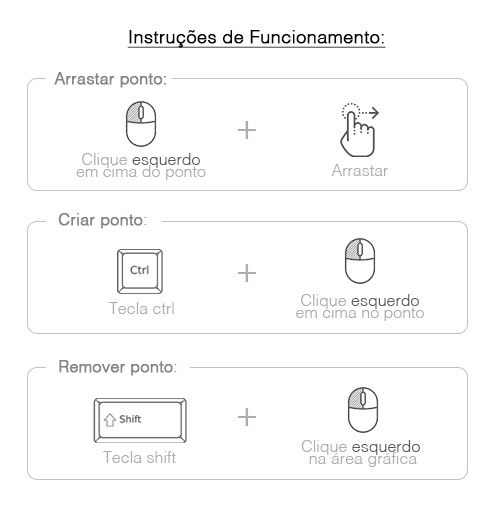 Instruções de Funcionamento:
Arrastar ponto:
Clique esquerdo
em cima do ponto
+
Arrastar
Criar ponto:
Ctrl
Tecla ctrl
+
Clique esquerdo
em cima no ponto
Remover ponto:
Shift
Tecla shift
+
Clique esquerdo
na área gráfica